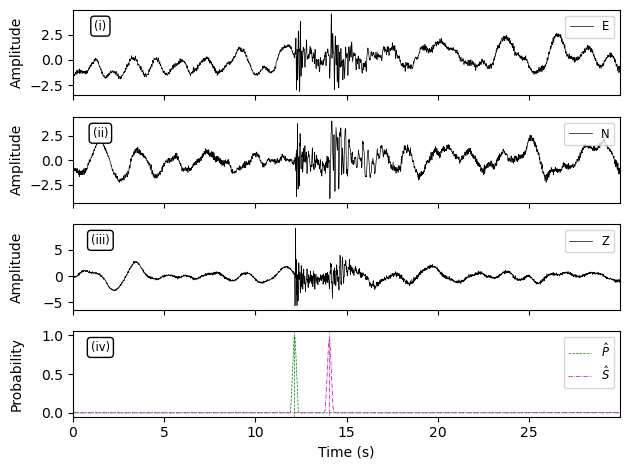 (i)
E
Amplitude
2.5
0.0
−2.5
(ii)
N
Amplitude
2.5
0.0
−2.5
(iii)
Z
Amplitude
5
0
−5
(iv)
P̂
Ŝ
Probability
1.0
0.5
0.0
0 5 10 15 20 25
Time (s)